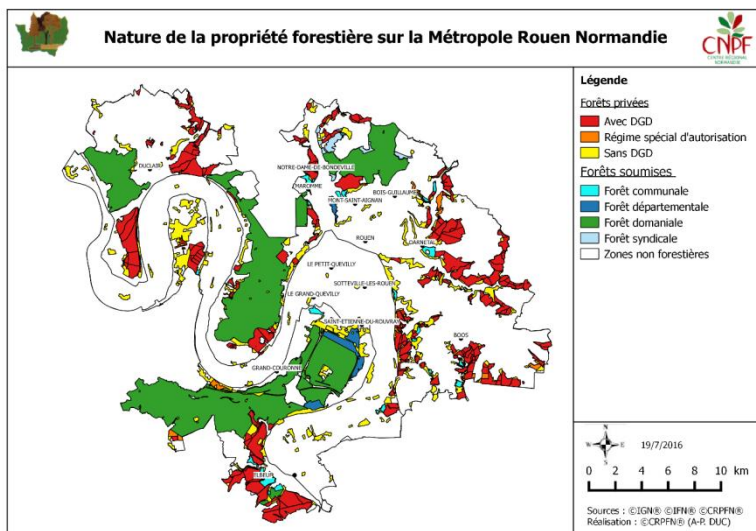 Nature de la propriété forestière sur la Métropole Rouen Normandie
CNPF
CENTRE RÉGIONAL
NORMANDIE
Légende
Forêts privées
Avec DGD
Régime spécial d'autorisation
Sans DGD
Forêts soumises
Forêt communale
Forêt départementale
Forêt domaniale
Forêt syndicale
Zones non forestières
DUCLAIR
NOTRE-DAME-DE-BONDEVILLE
MAROMME
BOIS-GUILLAUME
MONT-SAINT-AIGNAN
ROUEN
DARNETAL
LE PETIT-QUEVILLY
SOTTEVILLE-LES-ROUEN
LE GRAND-QUEVILLY
SAINT-ETIENNE-DU-ROUVRAY
BOOS
GRAND-COURONNE
ELBEUF
N
W E
S
19/7/2016
0 2 4 6 8 10 km
Sources : ©IGN® ©IFN® ©CRPFN®
Réalisation : ©CRPFN® (A-P. DUC)